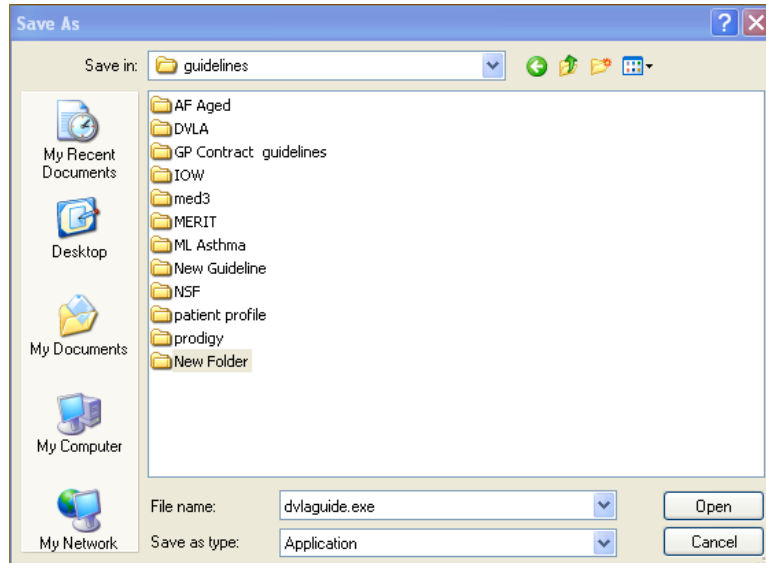 Save As
Save in: guidelines
My Recent
Documents
Desktop
My Documents
My Computer
My Network
AF Aged
DVLA
GP Contract  guidelines
IOW
med3
MERIT
ML Asthma
New Guideline
NSF
patient profile
prodigy
New Folder
File name: dvlaguide.exe Open
Save as type: Application Cancel